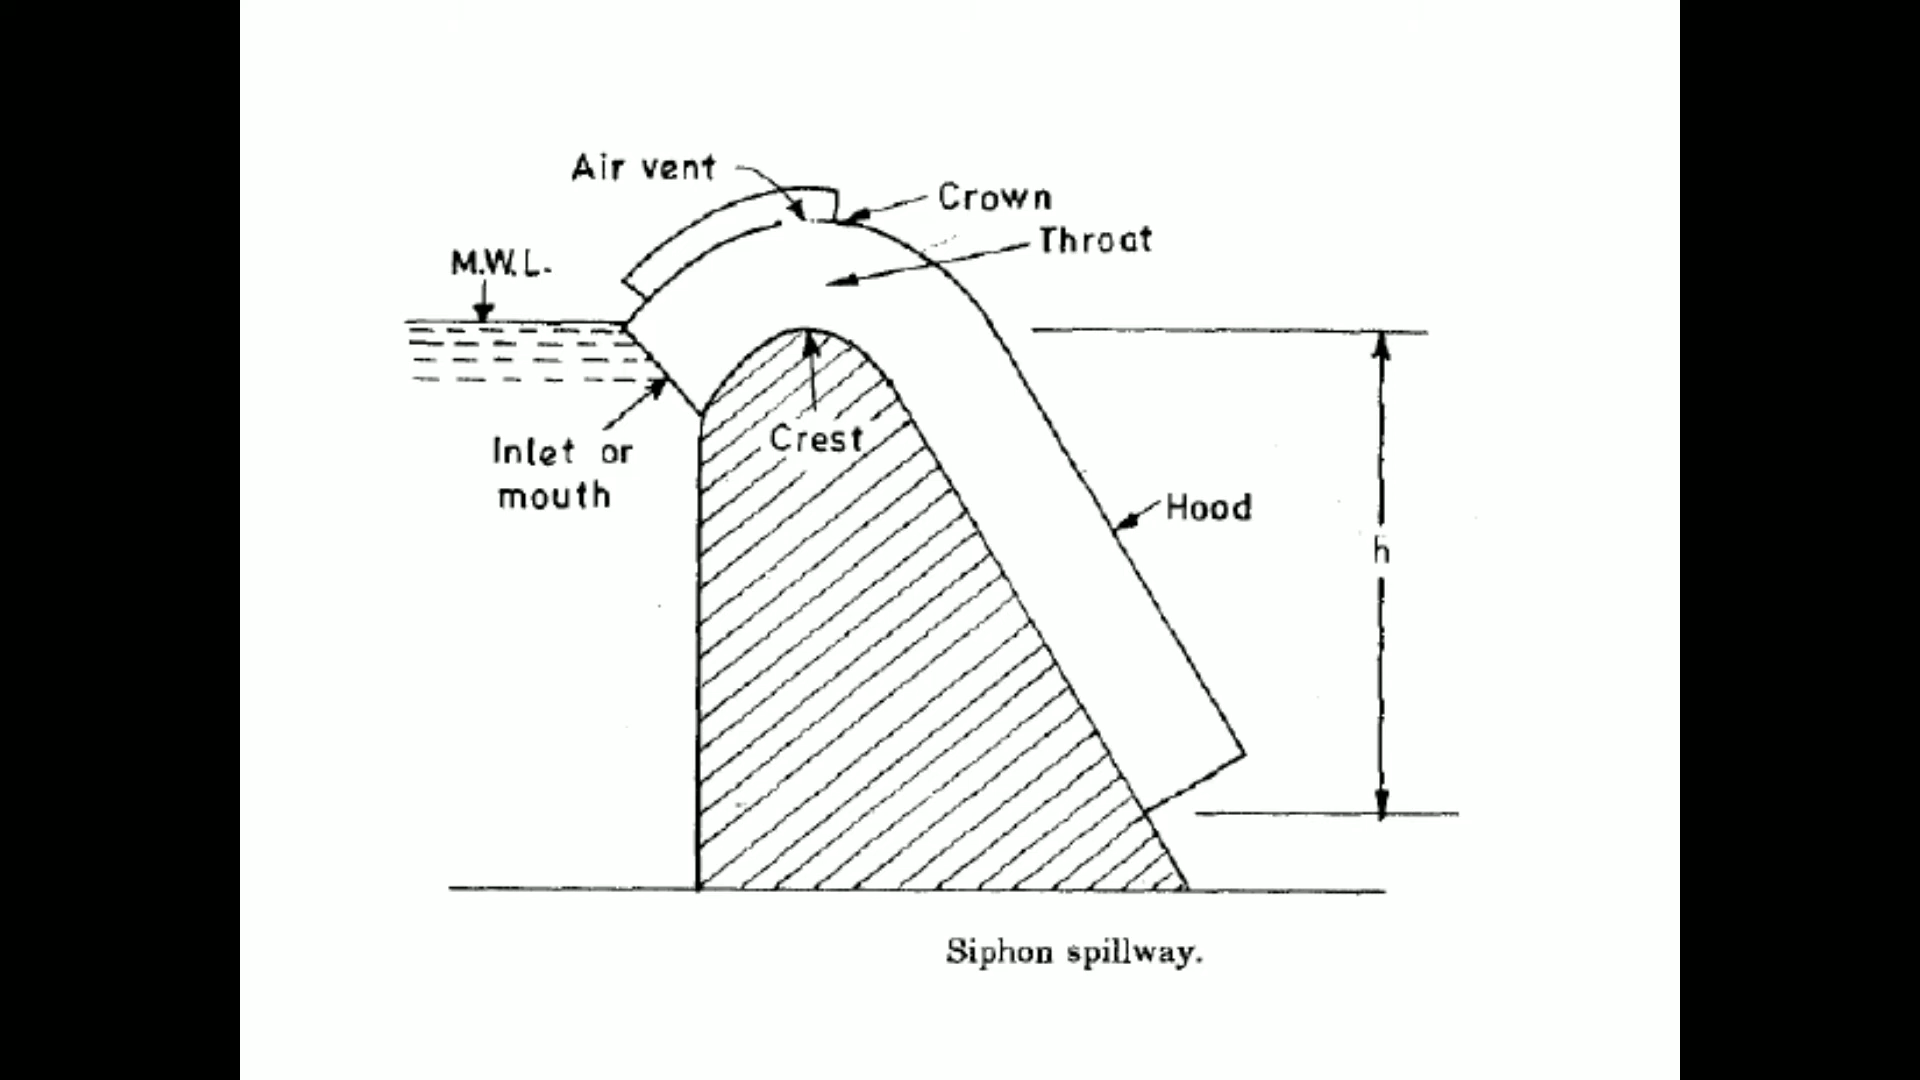 Air vent
Crown
Throat
M.W.L.
Inlet or
mouth
Crest
Hood
h
Siphon spillway.